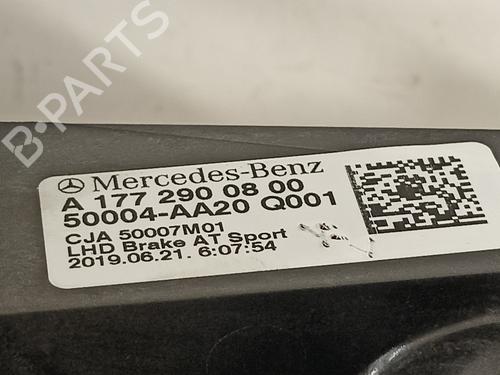 B-PARTS
Mercedes-Benz
A 177 290 08 00
50004-AA20 Q001
CJA 50007M01
LHD Brake AT Sport
2019.06.21. 6:07:54